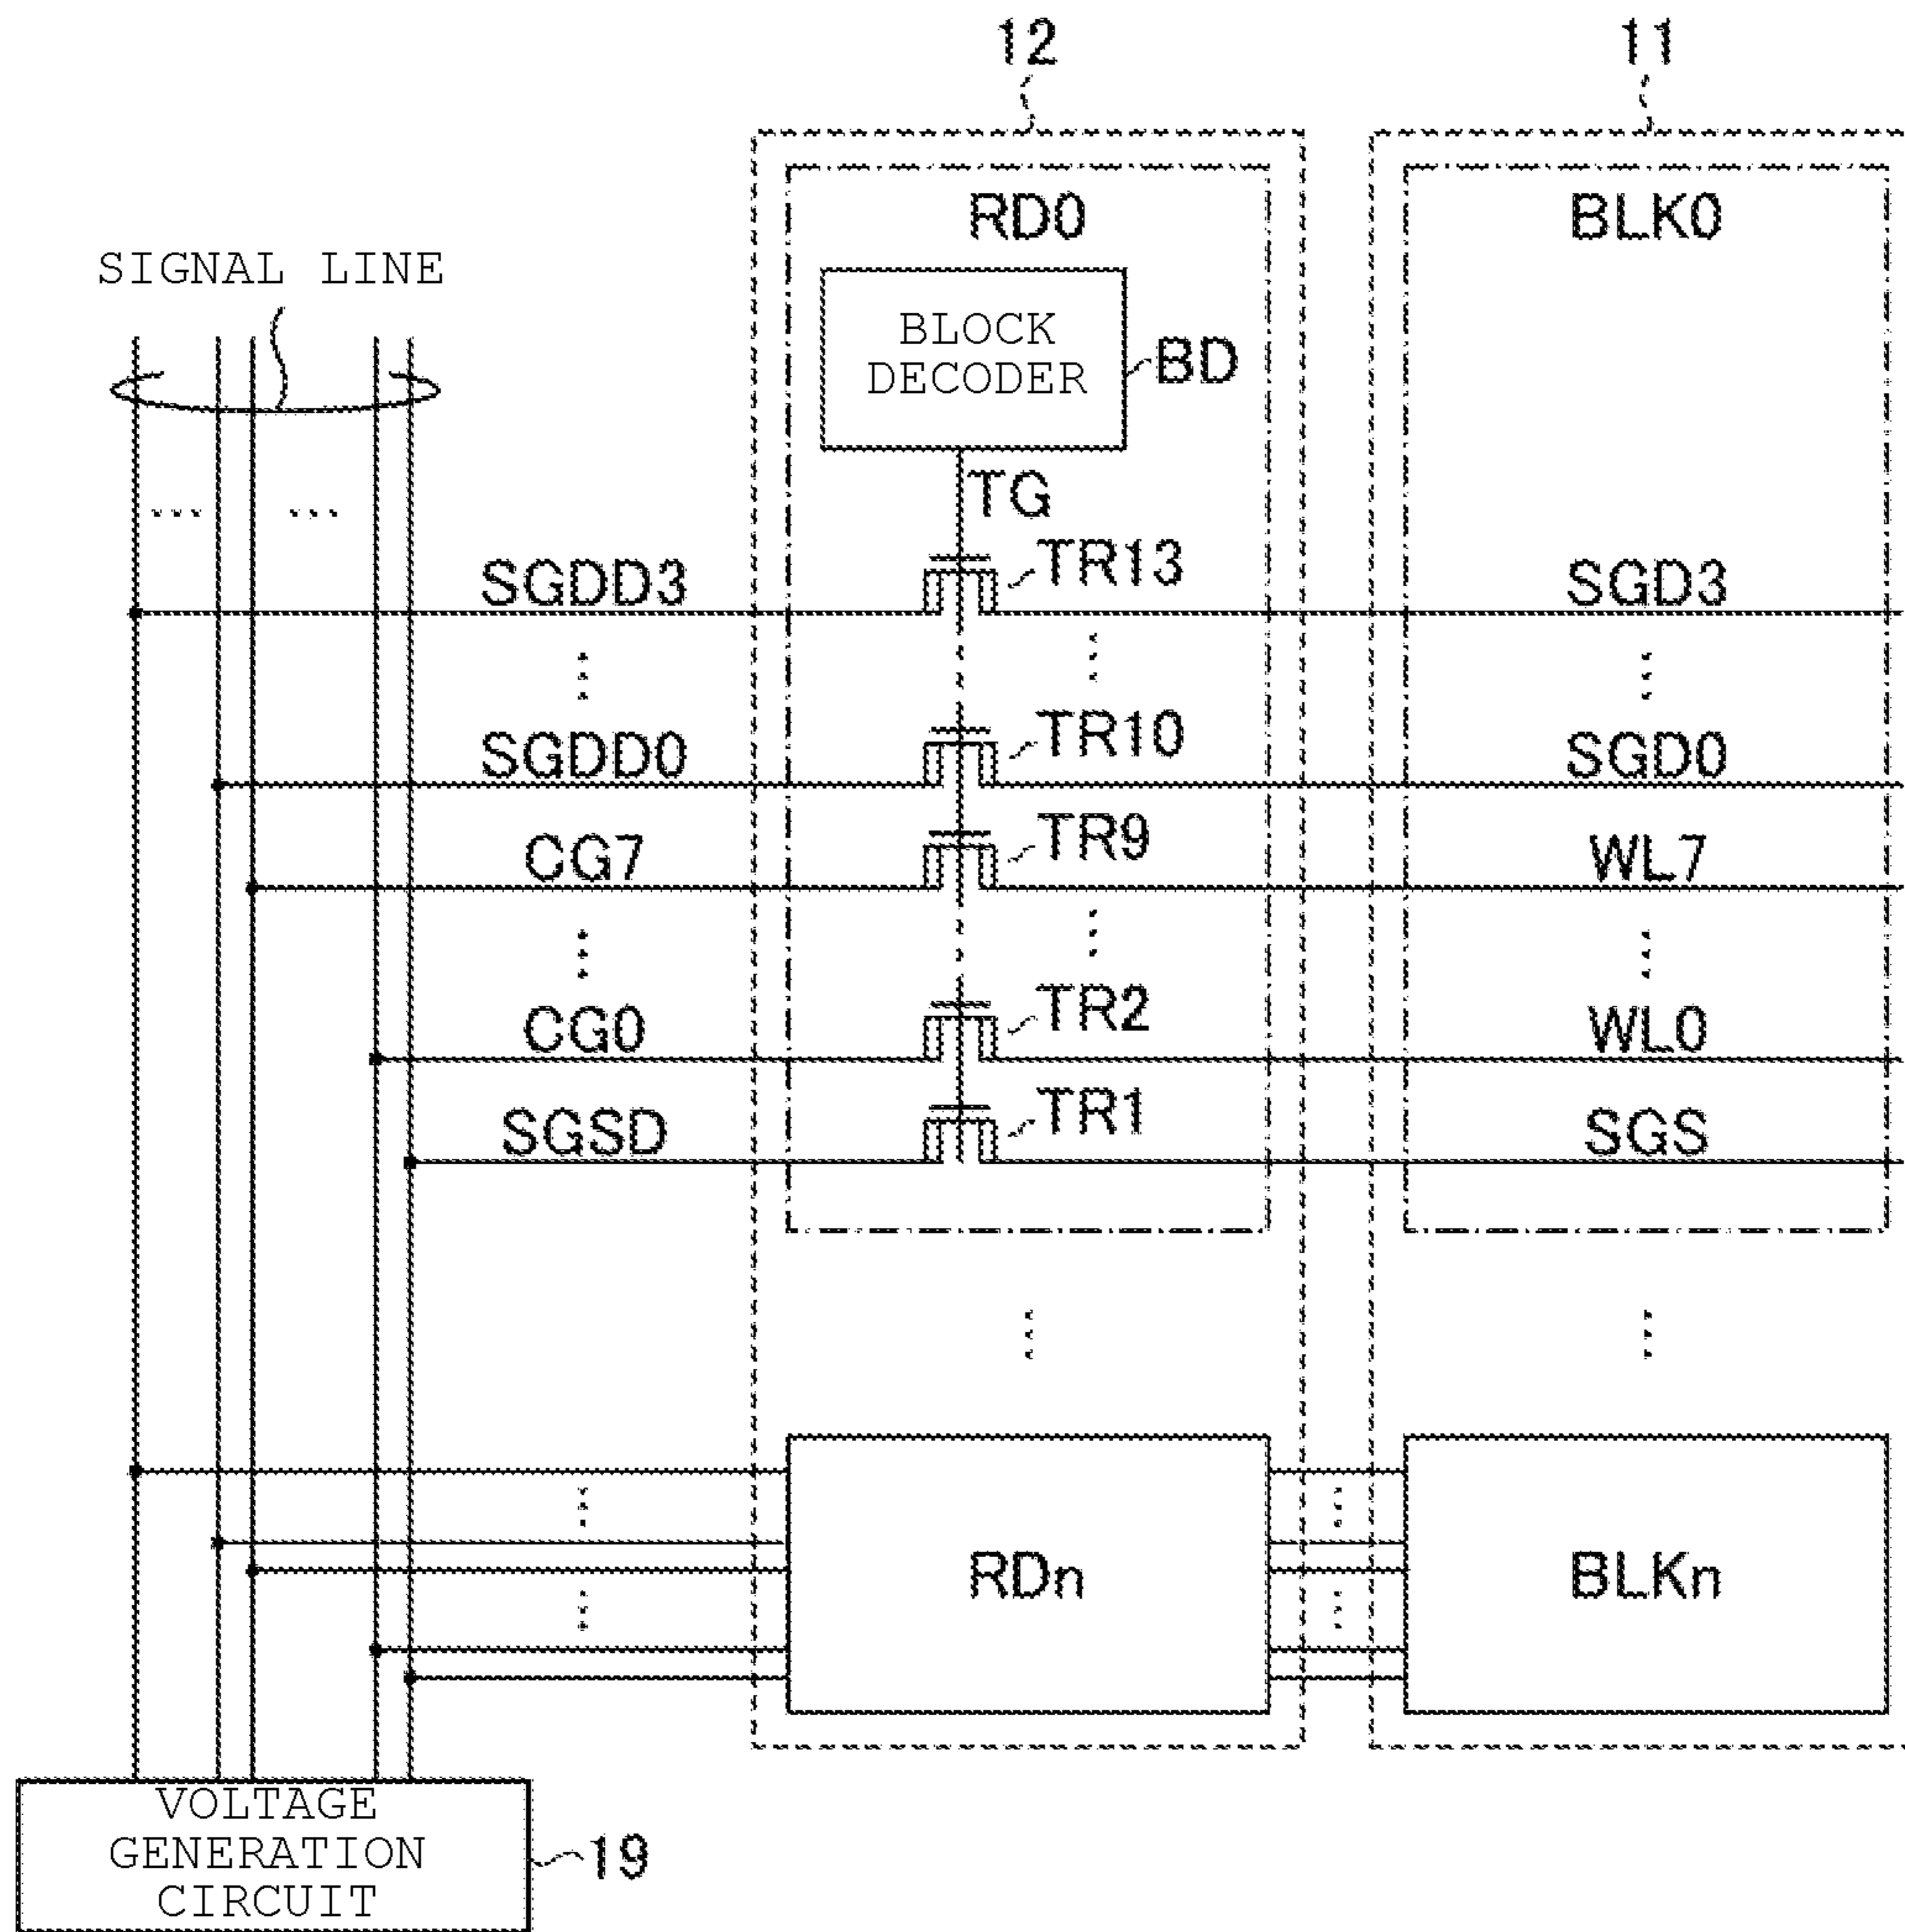 12
11
RD0
BLK0
SIGNAL LINE
BLOCK
DECODER
BD
TG
... ...
SGDD3
TR13
SGD3
SGDD0
TR10
SGD0
CG7
TR9
WL7
CG0
TR2
WL0
SGSD
TR1
SGS
RDn
BLKn
VOLTAGE
GENERATION
CIRCUIT
19